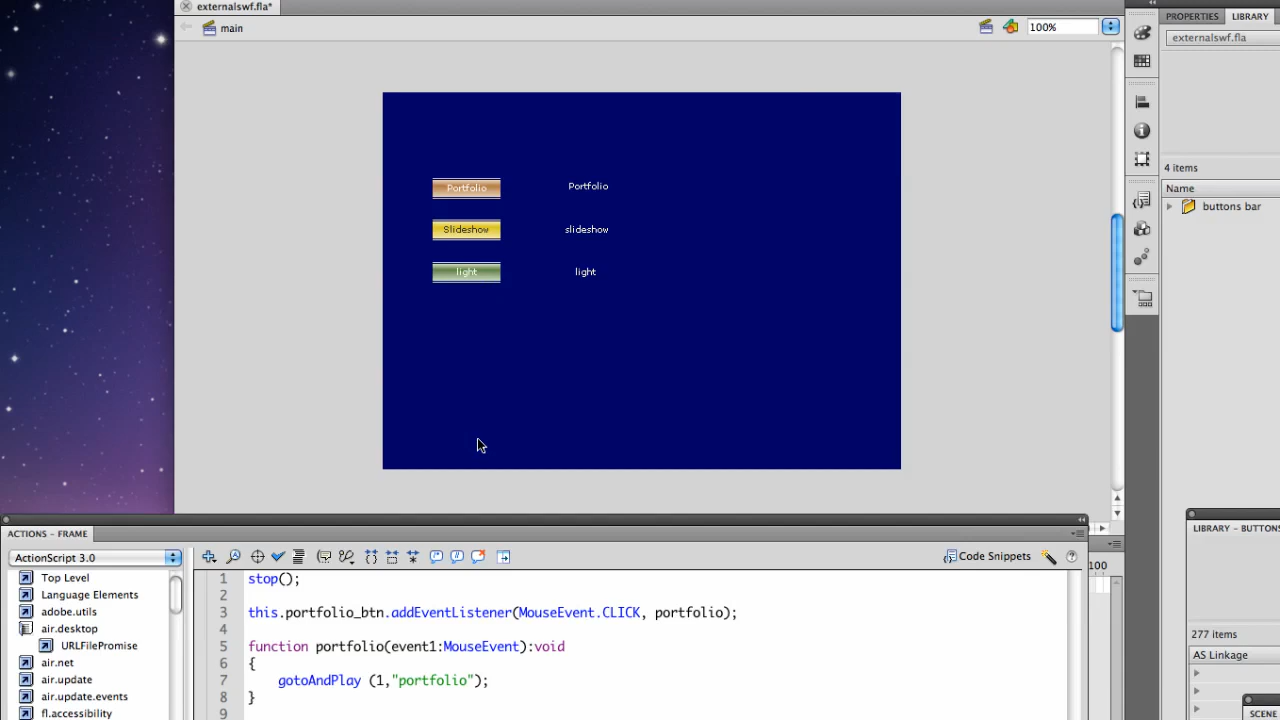 externalswf.fla*
main
100%
PROPERTIES
LIBRARY
externalswf.fla
4 items
Name
buttons bar
Portfolio
Portfolio
Slideshow
slideshow
light
light
ACTIONS - FRAME
ActionScript 3.0
Code Snippets
100
LIBRARY - BUTTONS
277 items
AS Linkage
SCENE
Top Level
Language Elements
adobe.utils
air.desktop
URLFilePromise
air.net
air.update
air.update.events
fl.accessibility
1 stop();
2
3 this.portfolio_btn.addEventListener(MouseEvent.CLICK, portfolio);
4
5 function portfolio(event1:MouseEvent):void
6 {
7 gotoAndPlay (1,"portfolio");
8 }
9